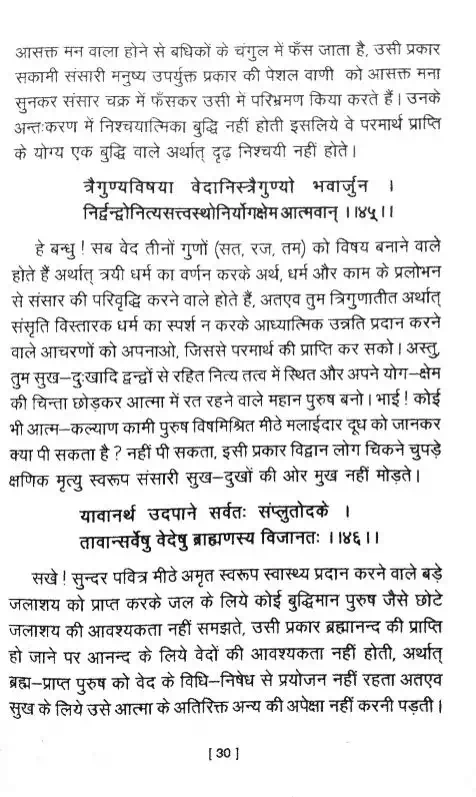 आसक्त मन वाला होने से बधिकों के चंगुल में फँस जाता है, उसी प्रकार
सकामी संसारी मनुष्य उपर्युक्त प्रकार की पेशल वाणी को आसक्त मना
सुनकर संसार चक्र में फँसकर उसी में परिभ्रमण किया करते हैं। उनके
अन्तःकरण में निश्चयात्मिका बुद्धि नहीं होती इसलिये वे परमार्थ प्राप्ति
के योग्य एक बुद्धि वाले अर्थात् दृढ़ निश्चयी नहीं होते।
त्रैगुण्यविषया वेदानिस्त्रैगुण्यो भवार्जुन ।
निर्द्वन्द्वोनित्यसत्त्वस्थोनिर्योगक्षेम आत्मवान् ।।४५।।
हे बन्धु ! सब वेद तीनों गुणों (सत, रज, तम) को विषय बनाने वाले
होते हैं अर्थात् त्रयी धर्म का वर्णन करके अर्थ, धर्म और काम के प्रलोभन
से संसार की परिवृद्धि करने वाले होते हैं, अतएव तुम त्रिगुणातीत अर्थात्
संसृति विस्तारक धर्म का स्पर्श न करके आध्यात्मिक उन्नति प्रदान करने
वाले आचरणों को अपनाओ, जिससे परमार्थ की प्राप्ति कर सको। अस्तु,
तुम सुख–दुःखादि द्वन्द्वों से रहित नित्य तत्व में स्थित और अपने योग–क्षेम
की चिन्ता छोड़कर आत्मा में रत रहने वाले महान पुरुष बनो। भाई ! कोई
भी आत्म–कल्याण कामी पुरुष विषमिश्रित मीठे मलाईदार दूध को जानकर
क्या पी सकता है ? नहीं पी सकता, इसी प्रकार विद्वान लोग चिकने चुपड़े
क्षणिक मृत्यु स्वरूप संसारी सुख–दुखों की ओर मुख नहीं मोड़ते।
यावानर्थ उदपाने सर्वतः संप्लुतोदके ।
तावान्सर्वेषु वेदेषु ब्राह्मणस्य विजानतः ।।४६।।
सखे ! सुन्दर पवित्र मीठे अमृत स्वरूप स्वास्थ्य प्रदान करने वाले बड़े
जलाशय को प्राप्त करके जल के लिये कोई बुद्धिमान पुरुष जैसे छोटे
जलाशय की आवश्यकता नहीं समझते, उसी प्रकार ब्रह्मानन्द की प्राप्ति
हो जाने पर आनन्द के लिये वेदों की आवश्यकता नहीं होती, अर्थात्
ब्रह्म–प्राप्त पुरुष को वेद के विधि–निषेध से प्रयोजन नहीं रहता अतएव
सुख के लिये उसे आत्मा के अतिरिक्त अन्य की अपेक्षा नहीं करनी पड़ती।
[ 30 ]